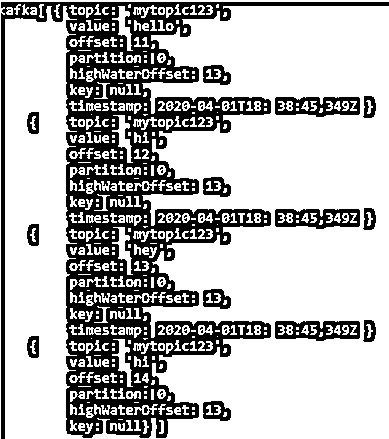 kafka[ { topic: 'mytopic123',
value: 'hello',
offset: 11,
partition: 0,
highWaterOffset: 13,
key: null,
timestamp: 2020-04-01T18: 38:45,349Z }
{ topic: 'mytopic123',
value: 'hi',
offset: 12,
partition: 0,
highWaterOffset: 13,
key: null,
timestamp: 2020-04-01T18: 38:45,349Z }
{ topic: 'mytopic123',
value: 'hey',
offset: 13,
partition: 0,
highWaterOffset: 13,
key: null,
timestamp: 2020-04-01T18: 38:45,349Z }
{ topic: 'mytopic123',
value: 'hi',
offset: 14,
partition: 0,
highWaterOffset: 13,
key: null} ]